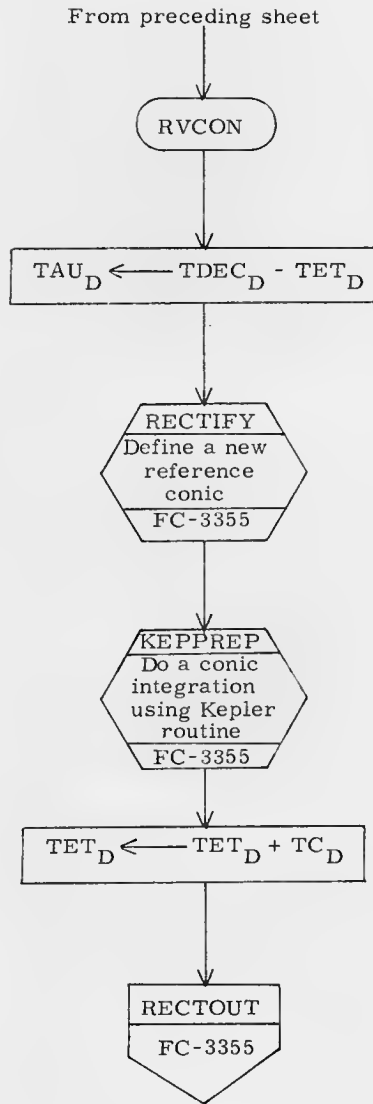 From preceding sheet
RVCON
TAU_D ← TDEC_D - TET_D
RECTIFY
Define a new
reference
conic
FC-3355
KEPPREP
Do a conic
integration
using Kepler
routine
FC-3355
TET_D ← TET_D + TC_D
RECTOUT
FC-3355